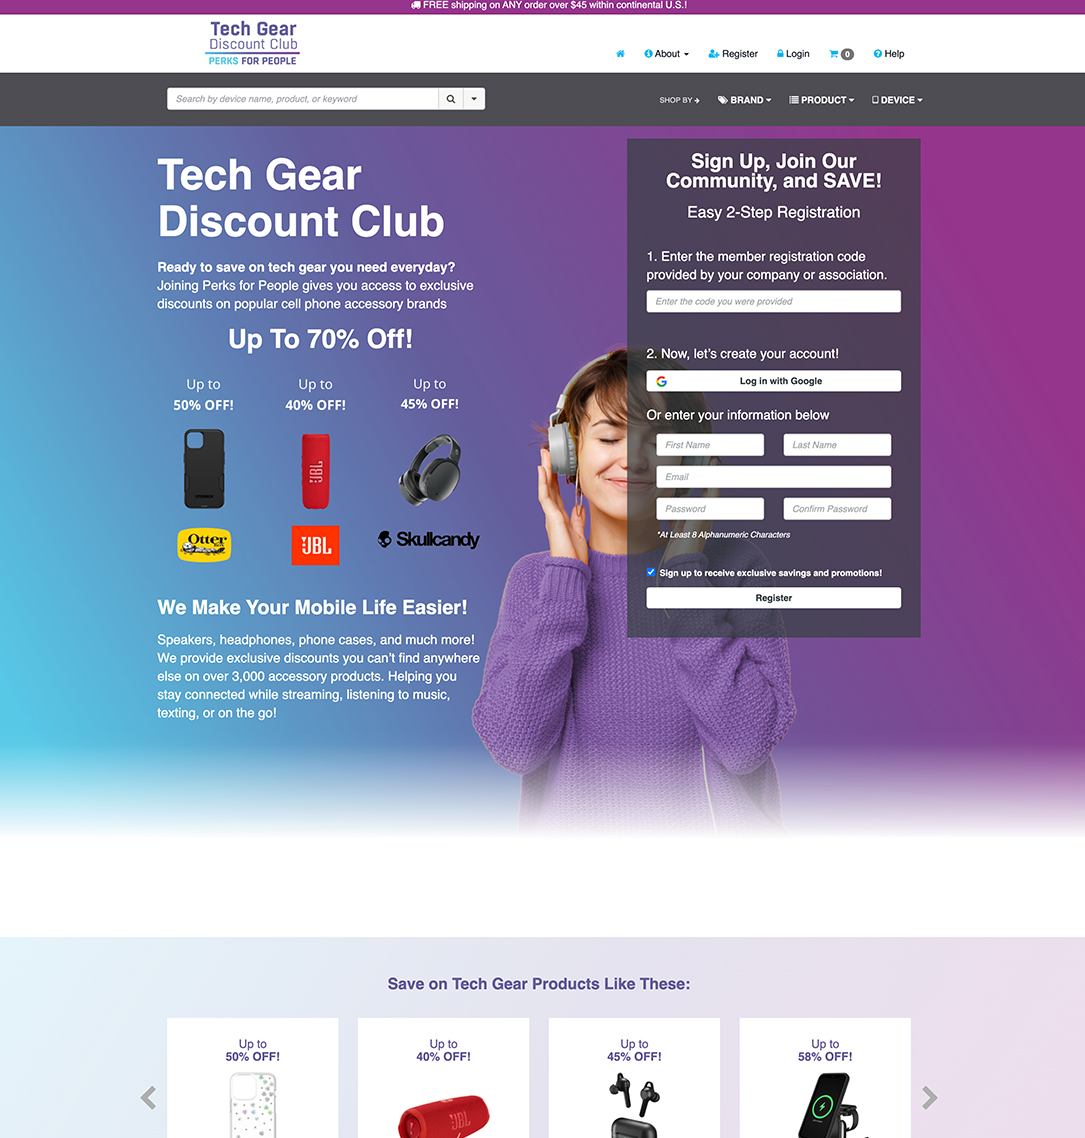 FREE shipping on ANY order over $45 within continental U.S.!
Tech Gear
Discount Club
PERKS FOR PEOPLE
About
Register
Login
0
Help
Search by device name, product, or keyword
SHOP BY
BRAND
PRODUCT
DEVICE
Tech Gear
Discount Club
Ready to save on tech gear you need everyday?
Joining Perks for People gives you access to exclusive
discounts on popular cell phone accessory brands
Up To 70% Off!
Up to
50% OFF!
Up to
40% OFF!
Up to
45% OFF!
JBL
Otter
JBL
Skullcandy
We Make Your Mobile Life Easier!
Speakers, headphones, phone cases, and much more!
We provide exclusive discounts you can't find anywhere
else on over 3,000 accessory products. Helping you
stay connected while streaming, listening to music,
texting, or on the go!
Sign Up, Join Our
Community, and SAVE!
Easy 2-Step Registration
1. Enter the member registration code
provided by your company or association.
Enter the code you were provided
2. Now, let's create your account!
Log in with Google
Or enter your information below
First Name
Last Name
Email
Password
Confirm Password
*At Least 8 Alphanumeric Characters
Sign up to receive exclusive savings and promotions!
Register
Save on Tech Gear Products Like These:
Up to
50% OFF!
Up to
40% OFF!
JBL
Up to
45% OFF!
Up to
58% OFF!